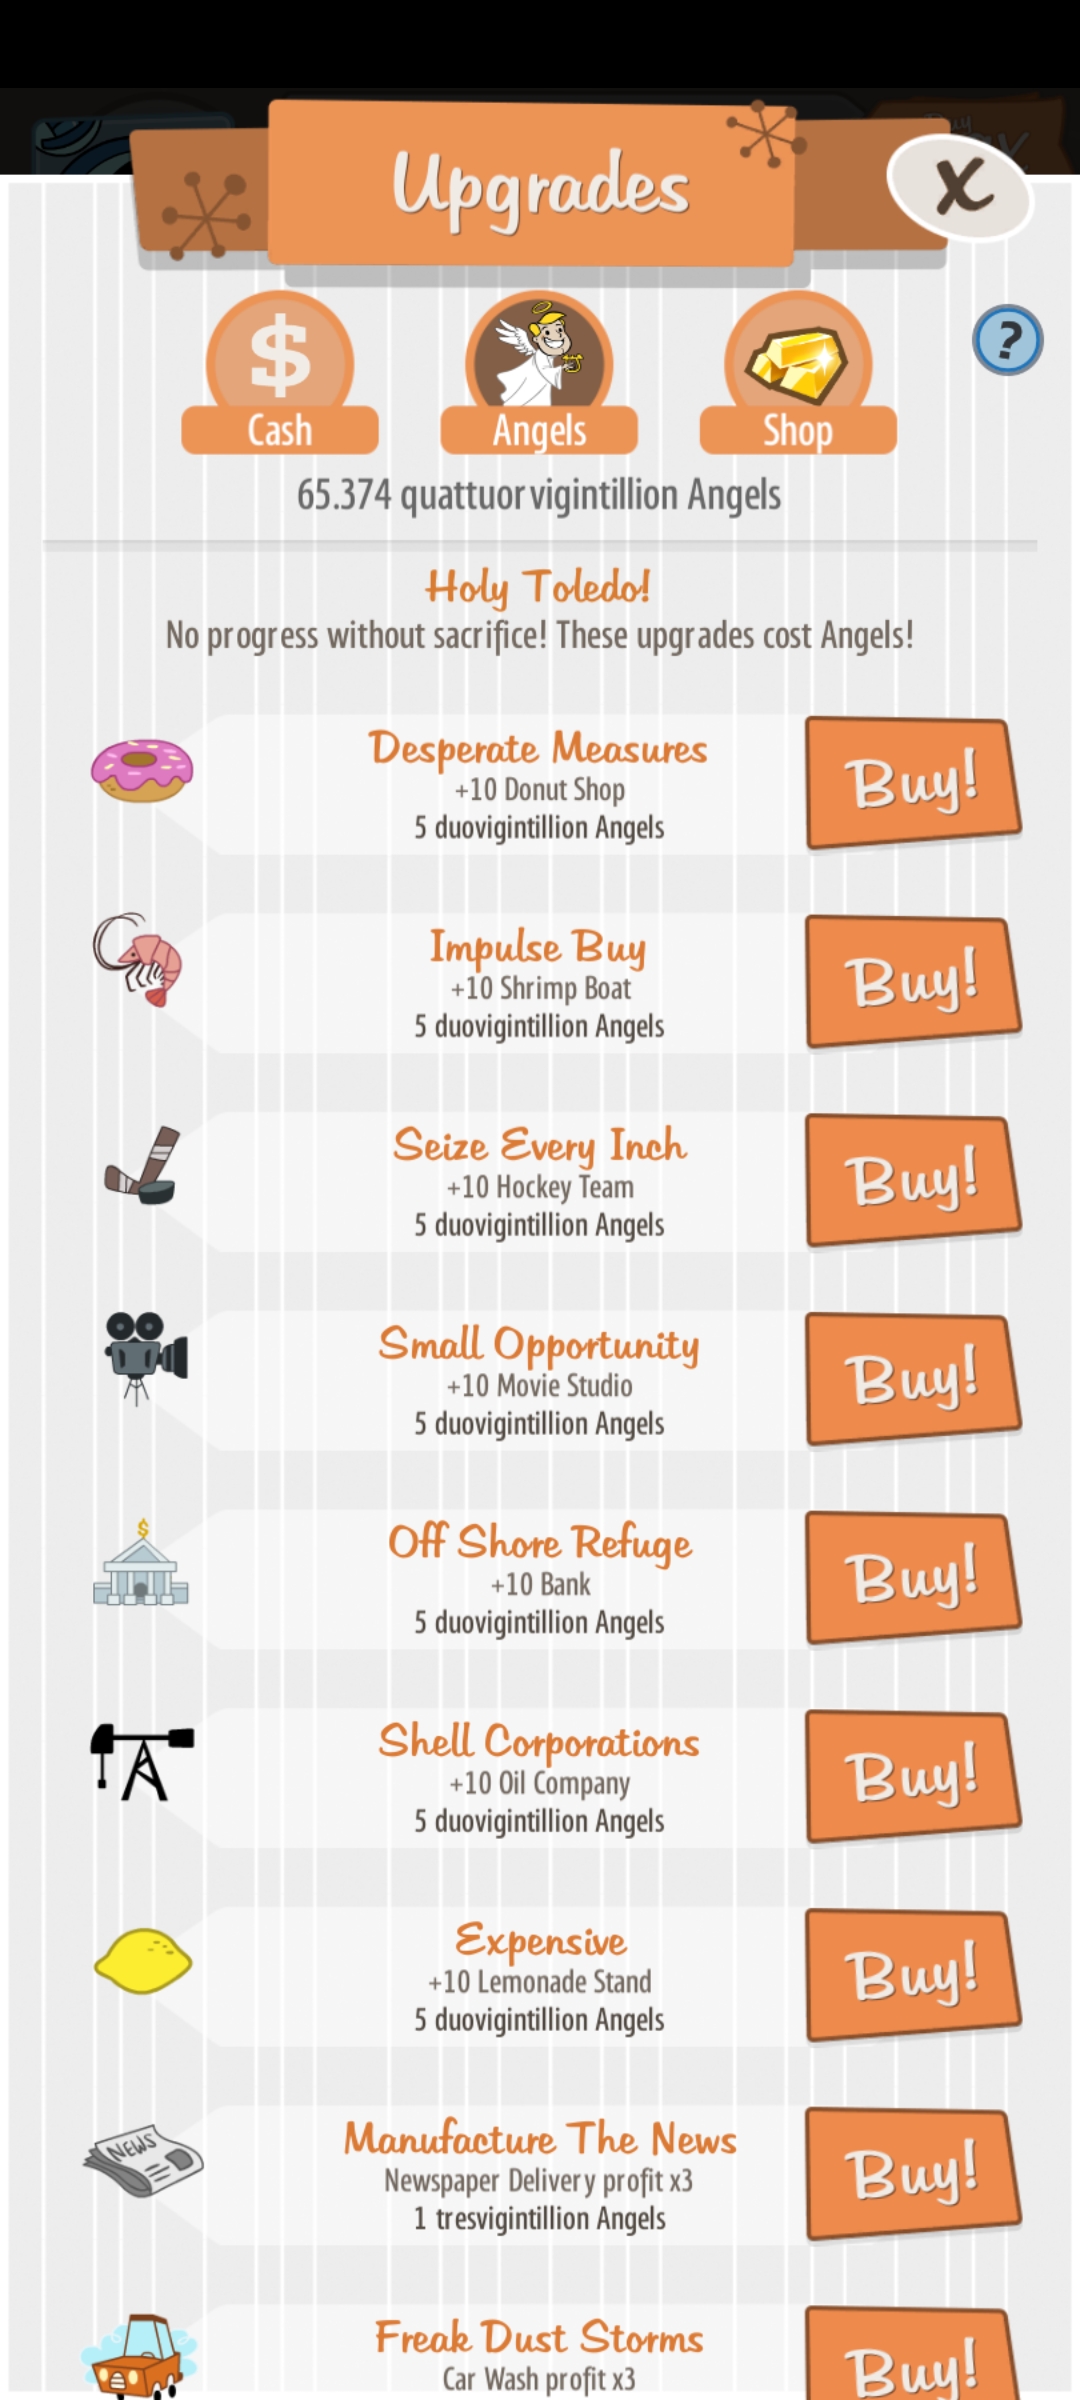 Buy
Upgrades
X
$
?
Cash
Angels
Shop
65.374 quattuorvigintillion Angels
Holy Toledo!
No progress without sacrifice! These upgrades cost Angels!
Desperate Measures
+10 Donut Shop
5 duovigintillion Angels
Buy!
Impulse Buy
+10 Shrimp Boat
5 duovigintillion Angels
Buy!
Seize Every Inch
+10 Hockey Team
5 duovigintillion Angels
Buy!
Small Opportunity
+10 Movie Studio
5 duovigintillion Angels
Buy!
$
Off Shore Refuge
+10 Bank
5 duovigintillion Angels
Buy!
Shell Corporations
+10 Oil Company
5 duovigintillion Angels
Buy!
Expensive
+10 Lemonade Stand
5 duovigintillion Angels
Buy!
NEWS
Manufacture The News
Newspaper Delivery profit x3
1 tresvigintillion Angels
Buy!
Freak Dust Storms
Car Wash profit x3
Buy!